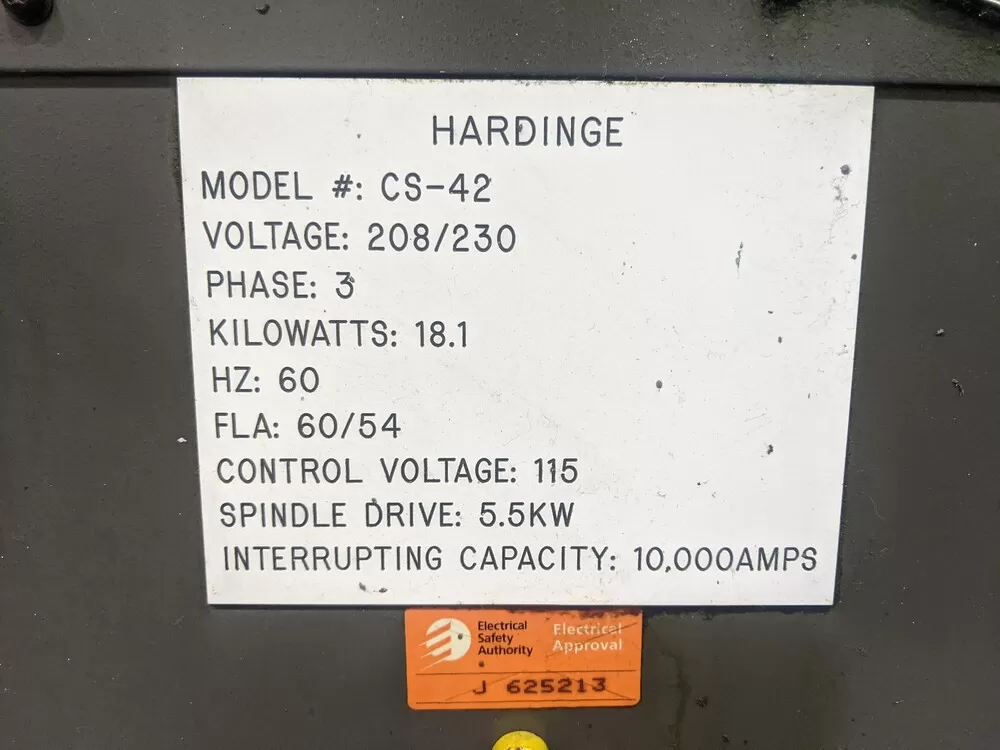 HARDINGE
MODEL #: CS-42
VOLTAGE: 208/230
PHASE: 3
KILOWATTS: 18.1
HZ: 60
FLA: 60/54
CONTROL VOLTAGE: 115
SPINDLE DRIVE: 5.5KW
INTERRUPTING CAPACITY: 10,000AMPS
Electrical
Safety
Authority
Electrical
Approval
J 625213